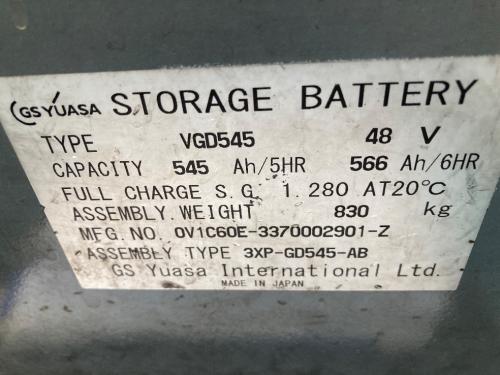 GS YUASA STORAGE BATTERY
TYPE VGD545 48 V
CAPACITY 545 Ah/5HR 566 Ah/6HR
FULL CHARGE S.G. 1.280 AT20°C
ASSEMBLY.WEIGHT 830 kg
MFG.NO. 0V1C60E-3370002901-Z
ASSEMBLY TYPE 3XP-GD545-AB
GS Yuasa International Ltd.
MADE IN JAPAN